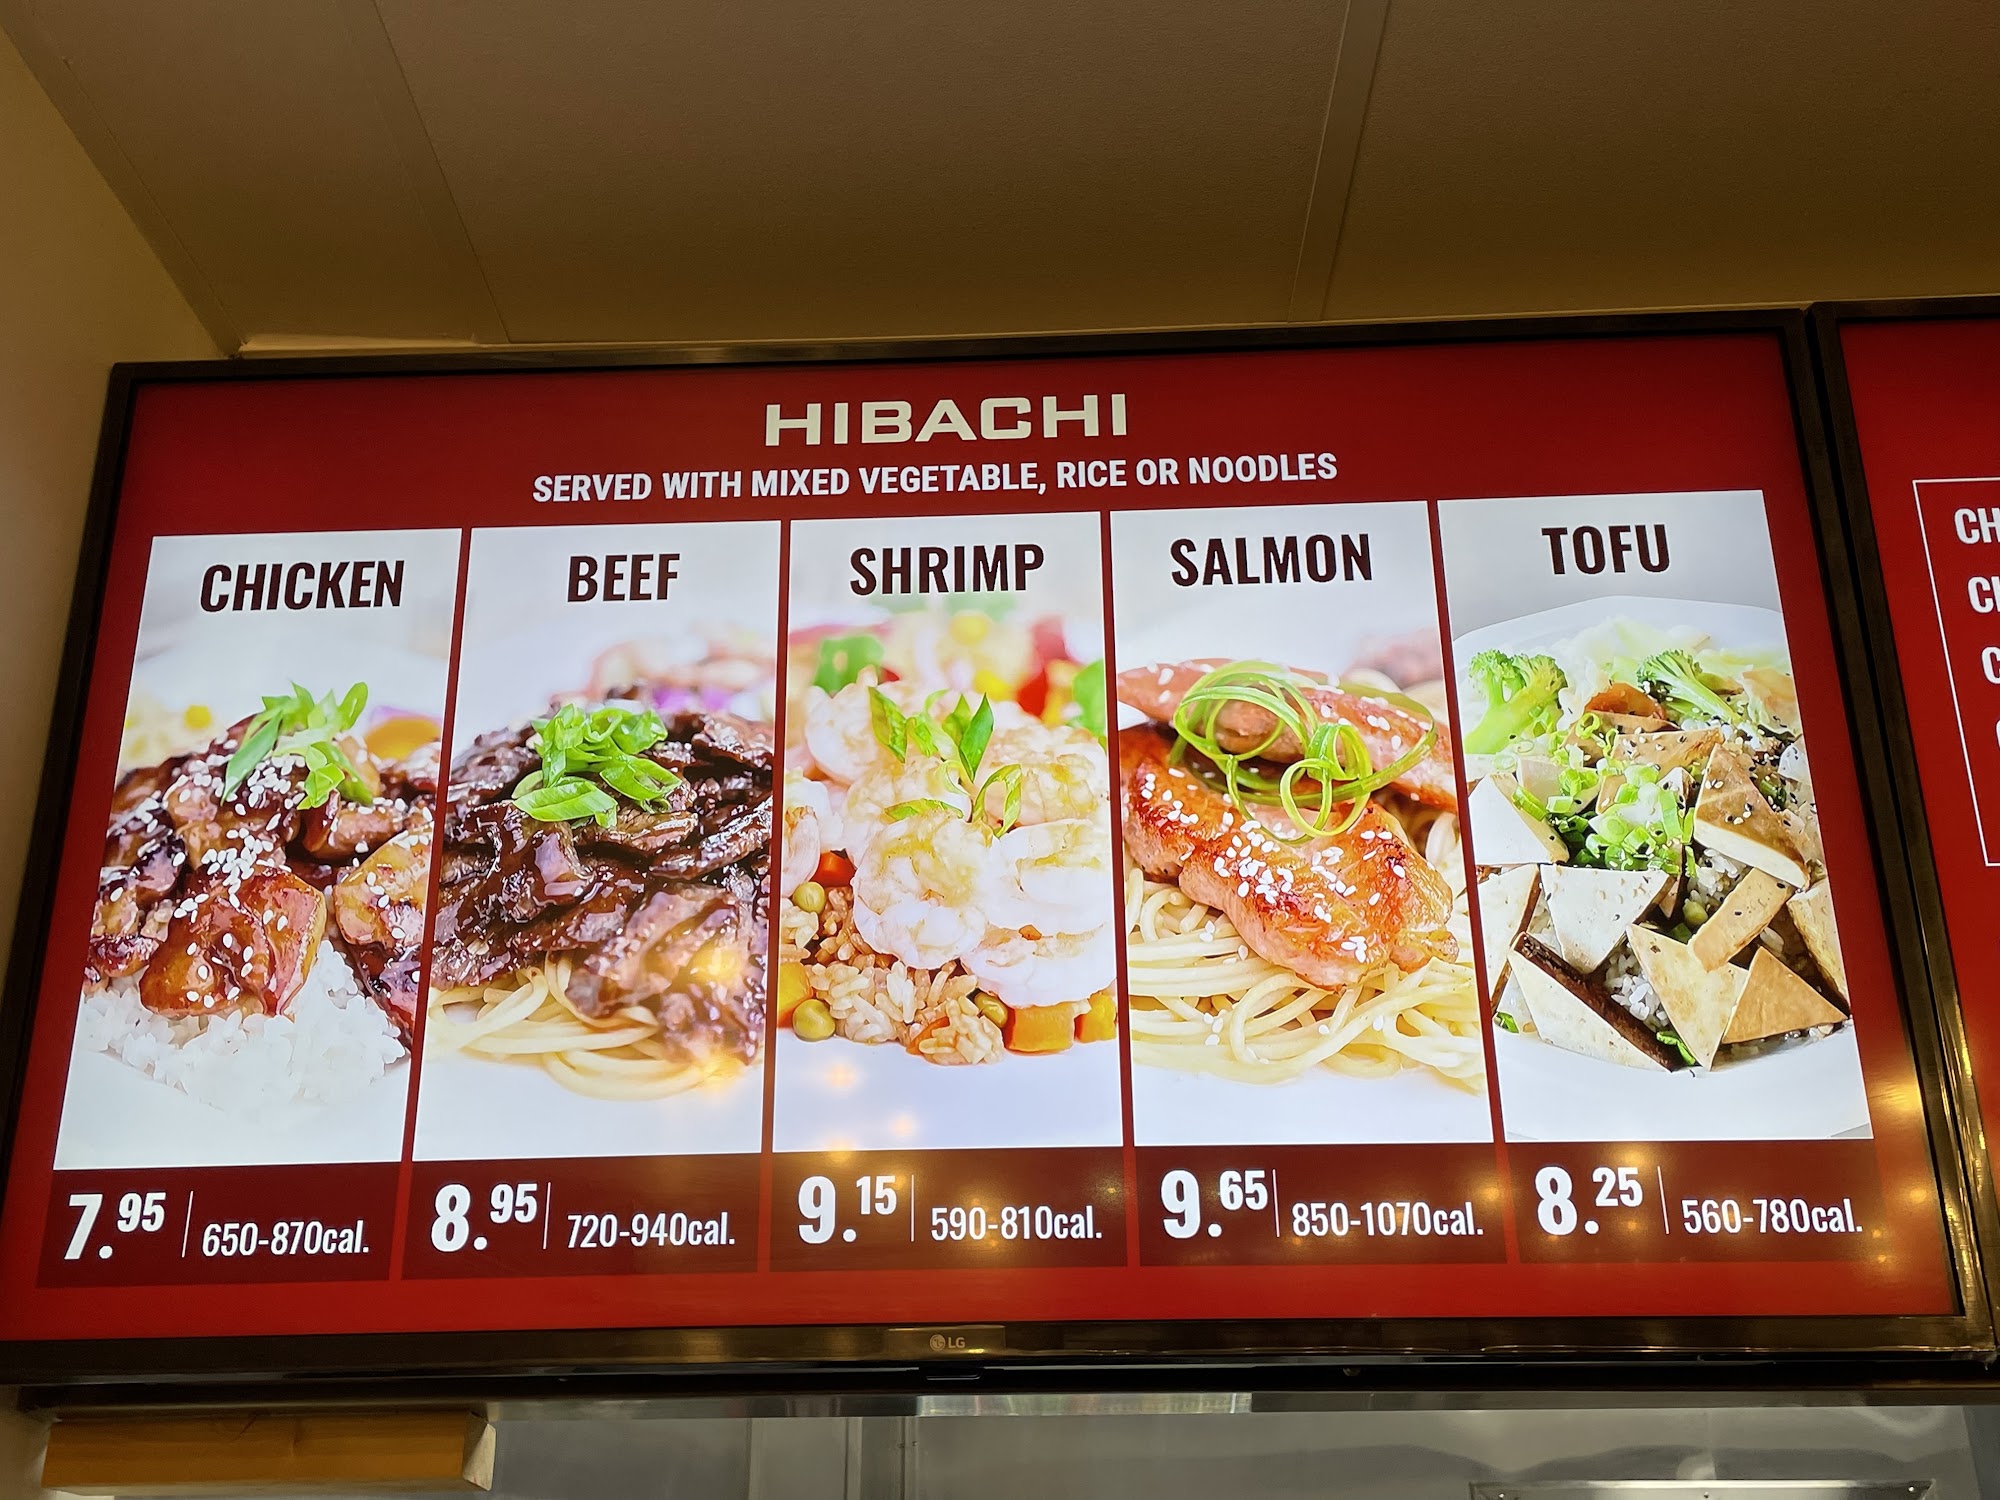 HIBACHI
SERVED WITH MIXED VEGETABLE, RICE OR NOODLES
CHICKEN
BEEF
SHRIMP
SALMON
TOFU
7.95 650-870cal.
8.95 720-940cal.
9.15 590-810cal.
9.65 850-1070cal.
8.25 560-780cal.
LG